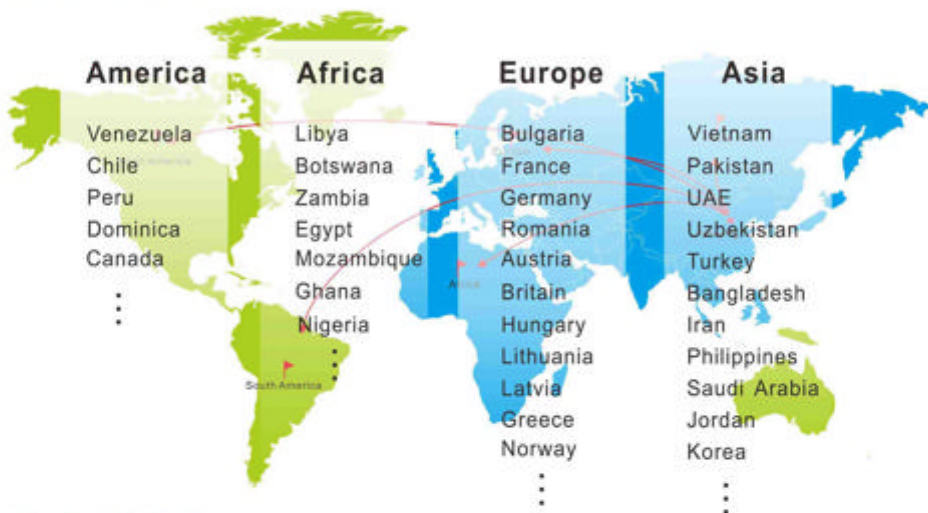 America
Venezuela
Chile
Peru
Dominica
Canada
Africa
Libya
Botswana
Zambia
Egypt
Mozambique
Ghana
Nigeria
Europe
Bulgaria
France
Germany
Romania
Austria
Britain
Hungary
Lithuania
Latvia
Greece
Norway
Asia
Vietnam
Pakistan
UAE
Uzbekistan
Turkey
Bangladesh
Iran
Philippines
Saudi Arabia
Jordan
Korea
South America
Africa